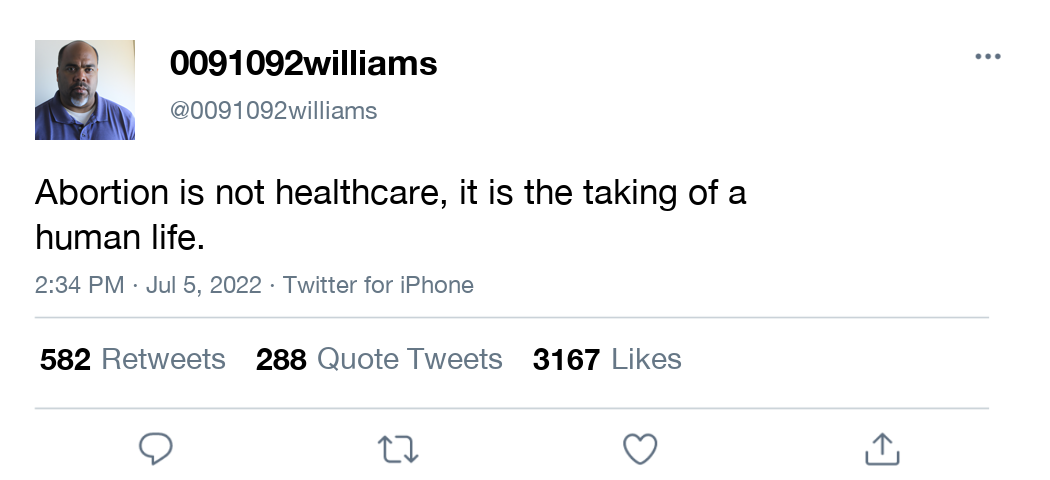 0091092williams
@0091092williams
Abortion is not healthcare, it is the taking of a
human life.
2:34 PM · Jul 5, 2022 · Twitter for iPhone
582 Retweets 288 Quote Tweets 3167 Likes